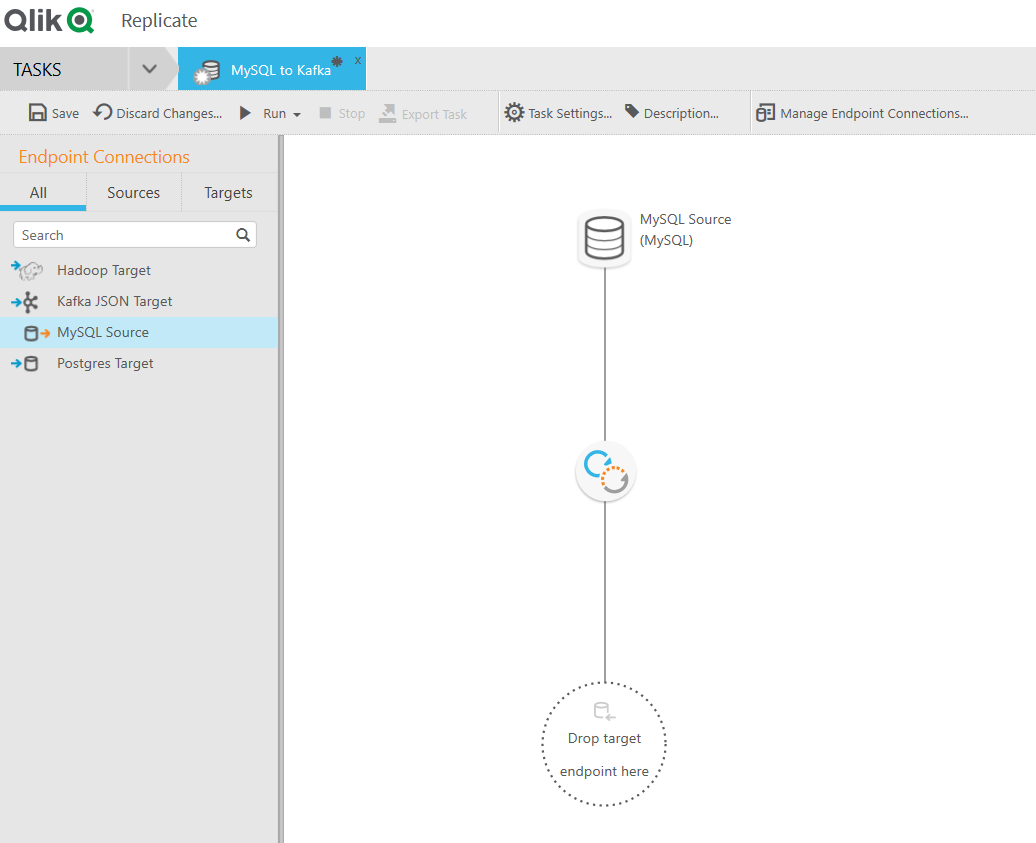 Qlik Replicate
TASKS
MySQL to Kafka x
Save Discard Changes... Run Stop Export Task Task Settings... Description... Manage Endpoint Connections...
Endpoint Connections
All Sources Targets
Search
Hadoop Target
Kafka JSON Target
MySQL Source
Postgres Target
MySQL Source
(MySQL)
Drop target
endpoint here